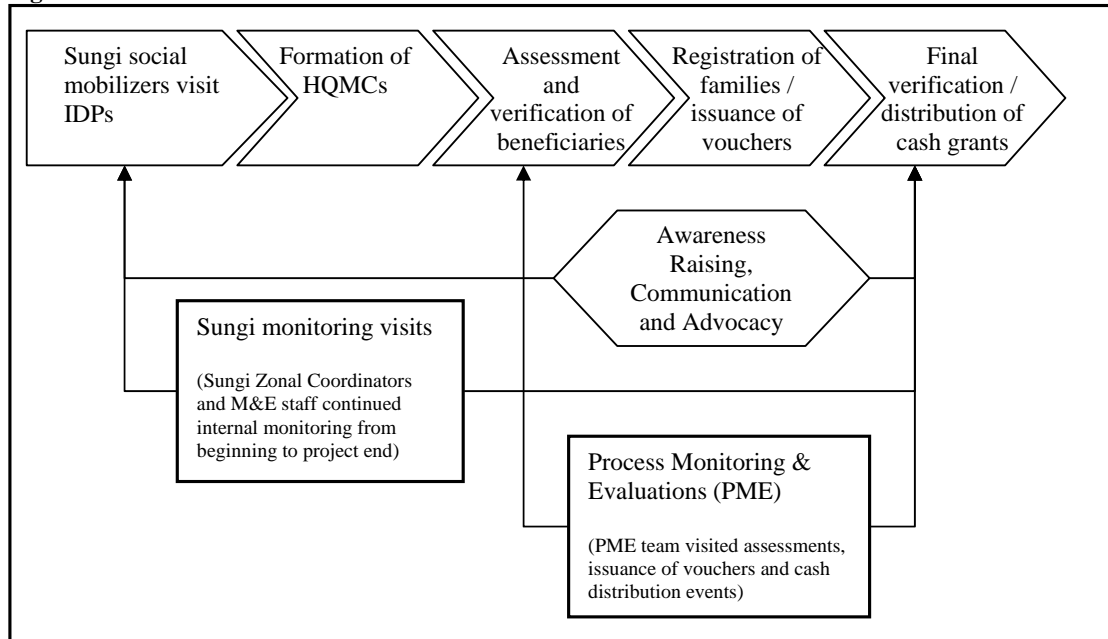 Sungi social
mobilizers visit
IDPs
Formation of
HQMCs
Assessment
and
verification of
beneficiaries
Registration of
families /
issuance of
vouchers
Final
verification /
distribution of
cash grants
Awareness
Raising,
Communication
and Advocacy
Sungi monitoring visits
(Sungi Zonal Coordinators
and M&E staff continued
internal monitoring from
beginning to project end)
Process Monitoring &
Evaluations (PME)
(PME team visited assessments,
issuance of vouchers and cash
distribution events)